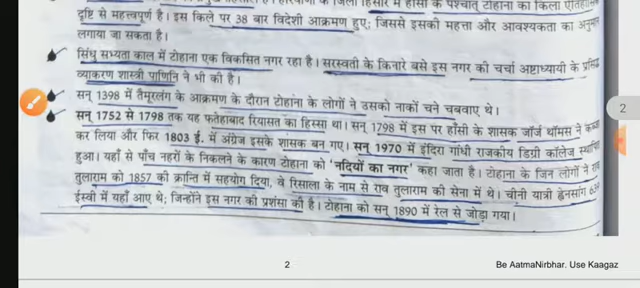 के जिला हिसार में हांसी के पश्चात् टोहाना का किला
दृष्टि से महत्त्वपूर्ण है। इस किले पर 38 बार विदेशी आक्रमण हुए; जिससे इसकी महत्ता और आवश्यकता का
लगाया जा सकता है।
सिंधु सभ्यता काल में टोहाना एक विकसित नगर रहा है। सरस्वती के किनारे बसे इस नगर की चर्चा अष्टाध्यायी के प्रसिद्ध
व्याकरण शास्त्री पाणिनि ने भी की है।
सन् 1398 में तैमूरलंग के आक्रमण के दौरान टोहाना के लोगों ने उसको नाकों चने चबवाए थे।
सन् 1752 से 1798 तक यह फतेहाबाद रियासत का हिस्सा था। सन् 1798 में इस पर हाँसी के शासक जॉर्ज थॉमस ने कब्जा
कर लिया और फिर 1803 ई. में अंग्रेज इसके शासक बन गए। सन् 1970 में इंदिरा गांधी राजकीय डिग्री कॉलेज
हुआ। यहाँ से पाँच नहरों के निकलने के कारण टोहाना को 'नदियों का नगर' कहा जाता है। टोहाना के जिन लोगों ने राव
तुलाराम को 1857 की क्रान्ति में सहयोग दिया, वे रिसाला के नाम से राव तुलाराम की सेना में थे। चीनी यात्री ह्वेनसांग
ईस्वी में यहाँ आए थे; जिन्होंने इस नगर की प्रशंसा की है। टोहाना को सन् 1890 में रेल से जोड़ा गया।
2
2
Be AatmaNirbhar. Use Kaagaz